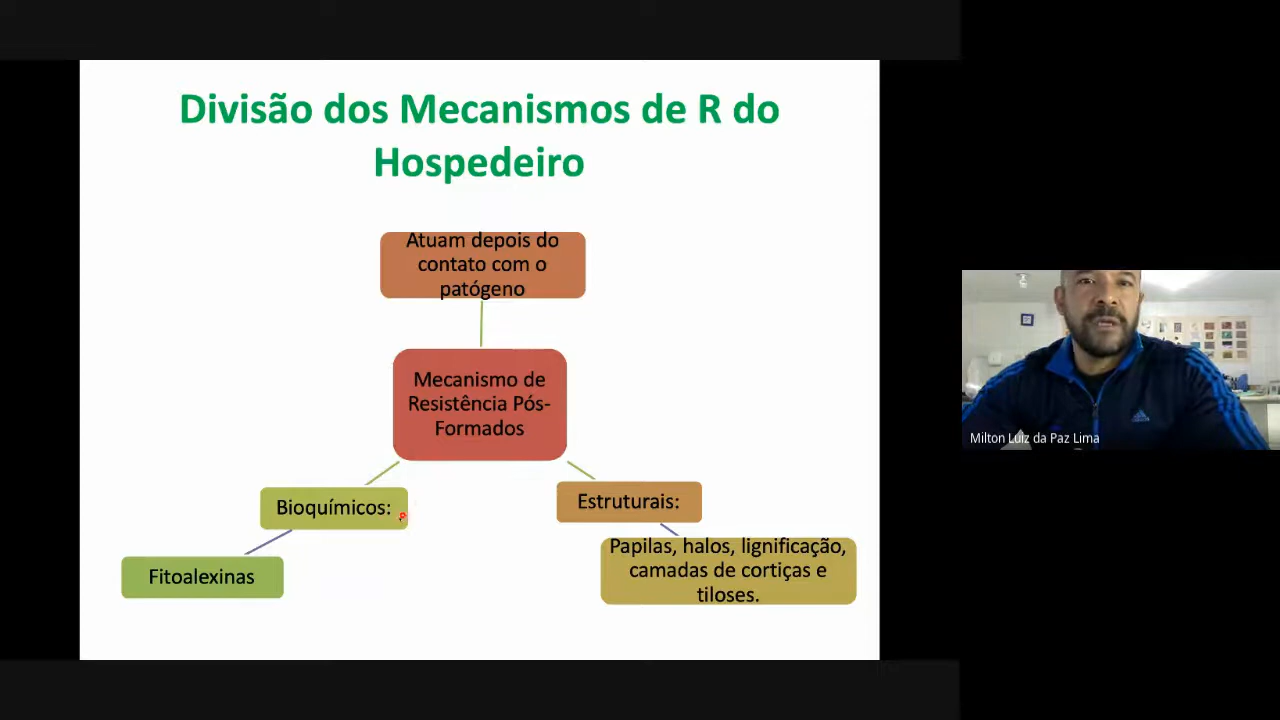 Divisão dos Mecanismos de R do
Hospedeiro
Atuam depois do
contato com o
patógeno
Mecanismo de
Resistência Pós-
Formados
Bioquímicos:
Estruturais:
Fitoalexinas
Papilas, halos, lignificação,
camadas de cortiças e
tiloses.
Milton Luiz da Paz Lima